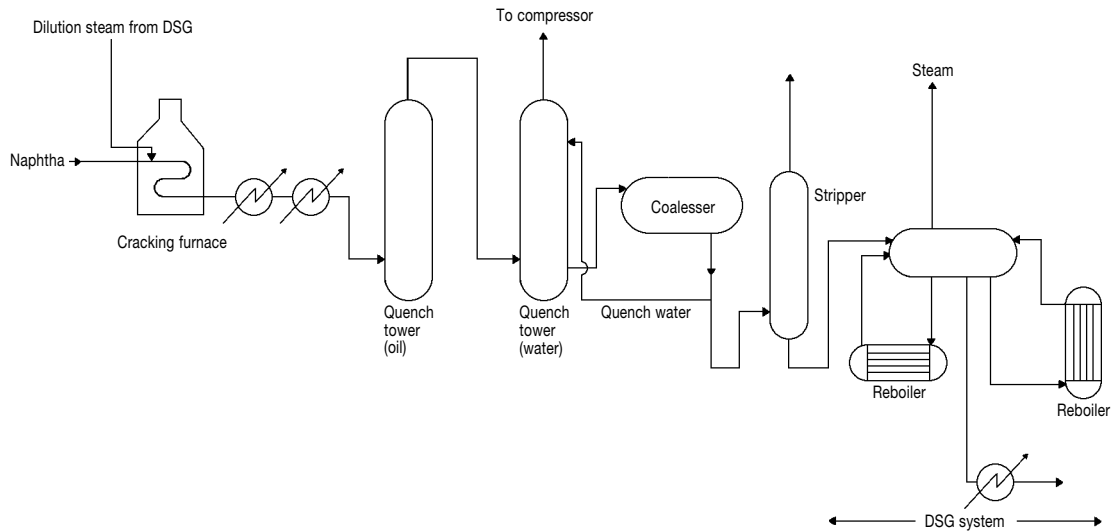 To compressor
Dilution steam from DSG
Steam
Naphtha
Coalesser
Stripper
Cracking furnace
Quench
tower
(oil)
Quench
tower
(water)
Quench water
Reboiler
Reboiler
DSG system